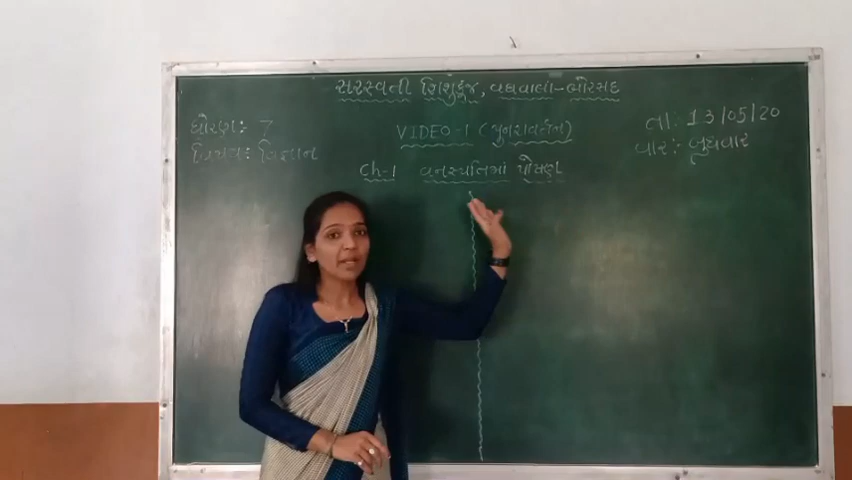 સરસ્વતી શિશુકુંજ, વઘવાલા-બોરસદ
ધોરણ:- 7
તા:- 13/05/20
VIDEO-1 (પુનરાવર્તન)
વિષય:- વિજ્ઞાન
વાર:- બુધવાર
Ch-1 વનસ્પતિમાં પોષણ